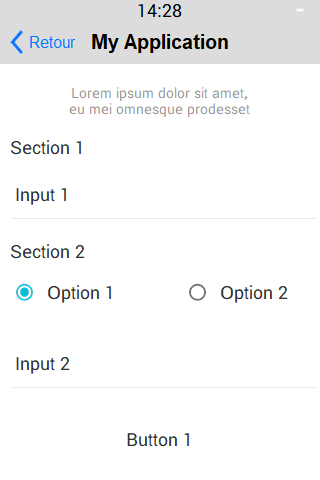 14:28
Retour My Application
Lorem ipsum dolor sit amet,
eu mei omnesque prodesset
Section 1
Input 1
Section 2
Option 1 Option 2
Input 2
Button 1